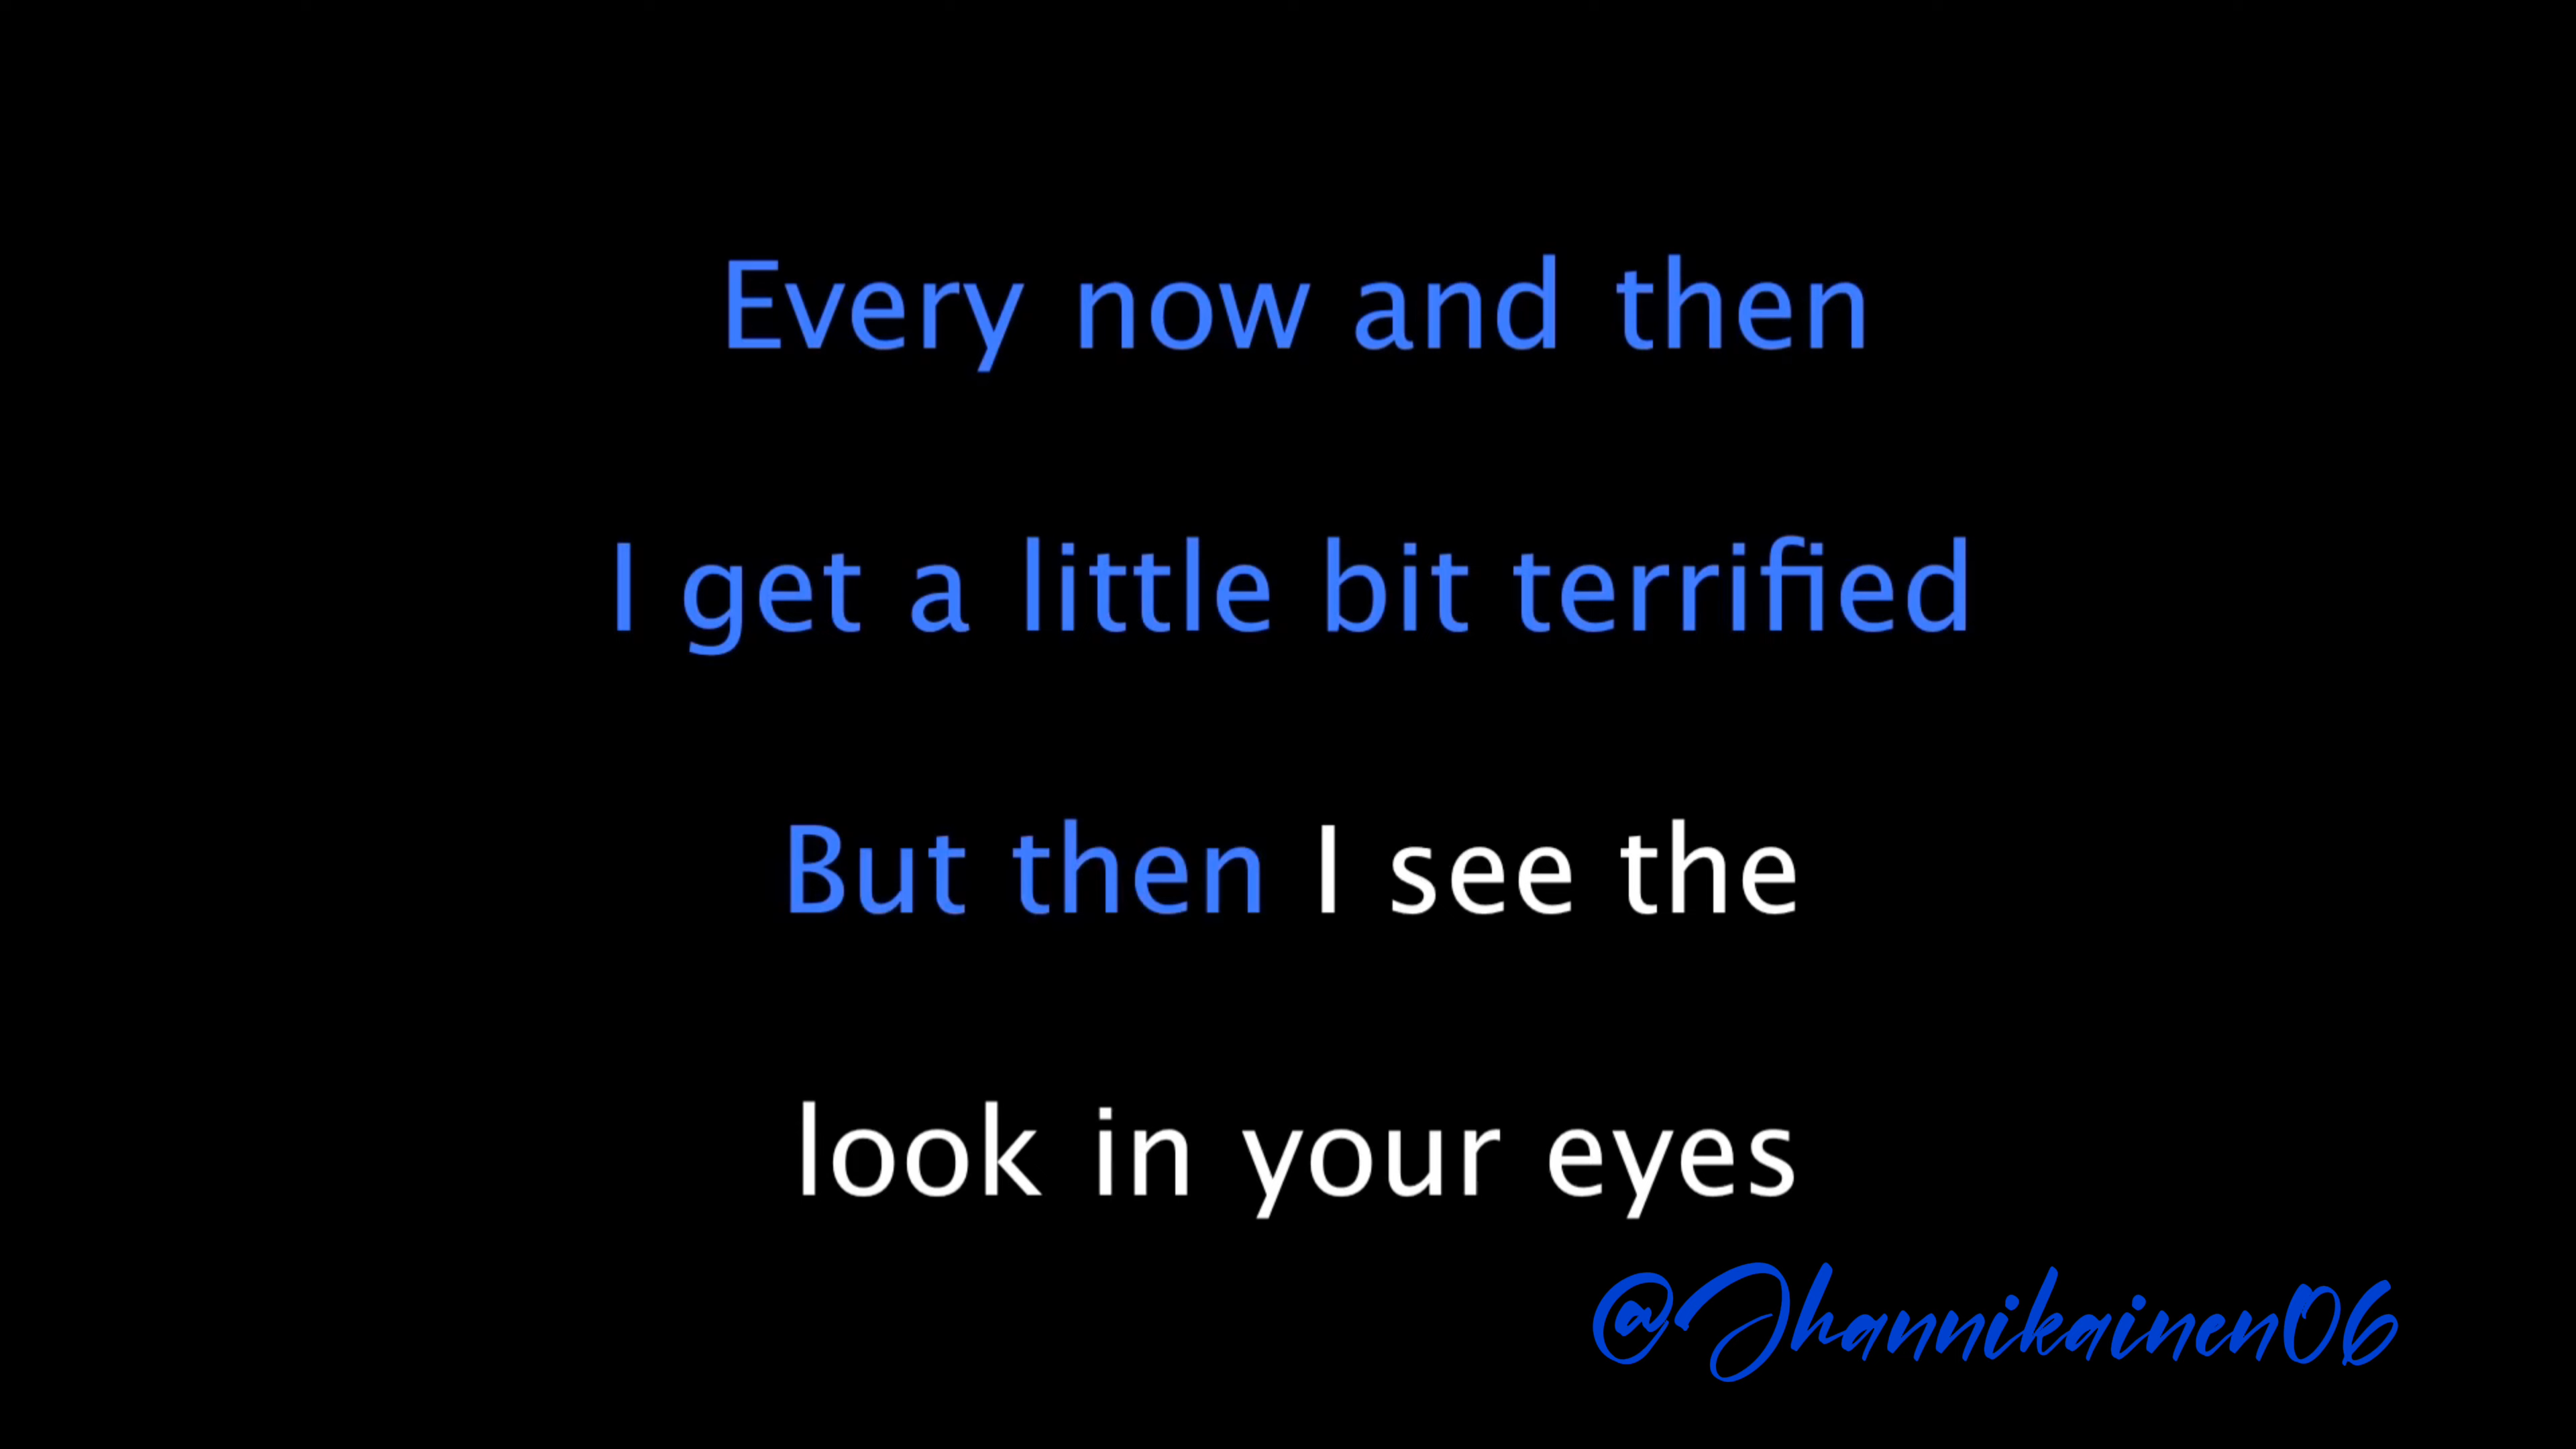 Every now and then
I get a little bit terrified
But then I see the
look in your eyes
@Jhannikainen06